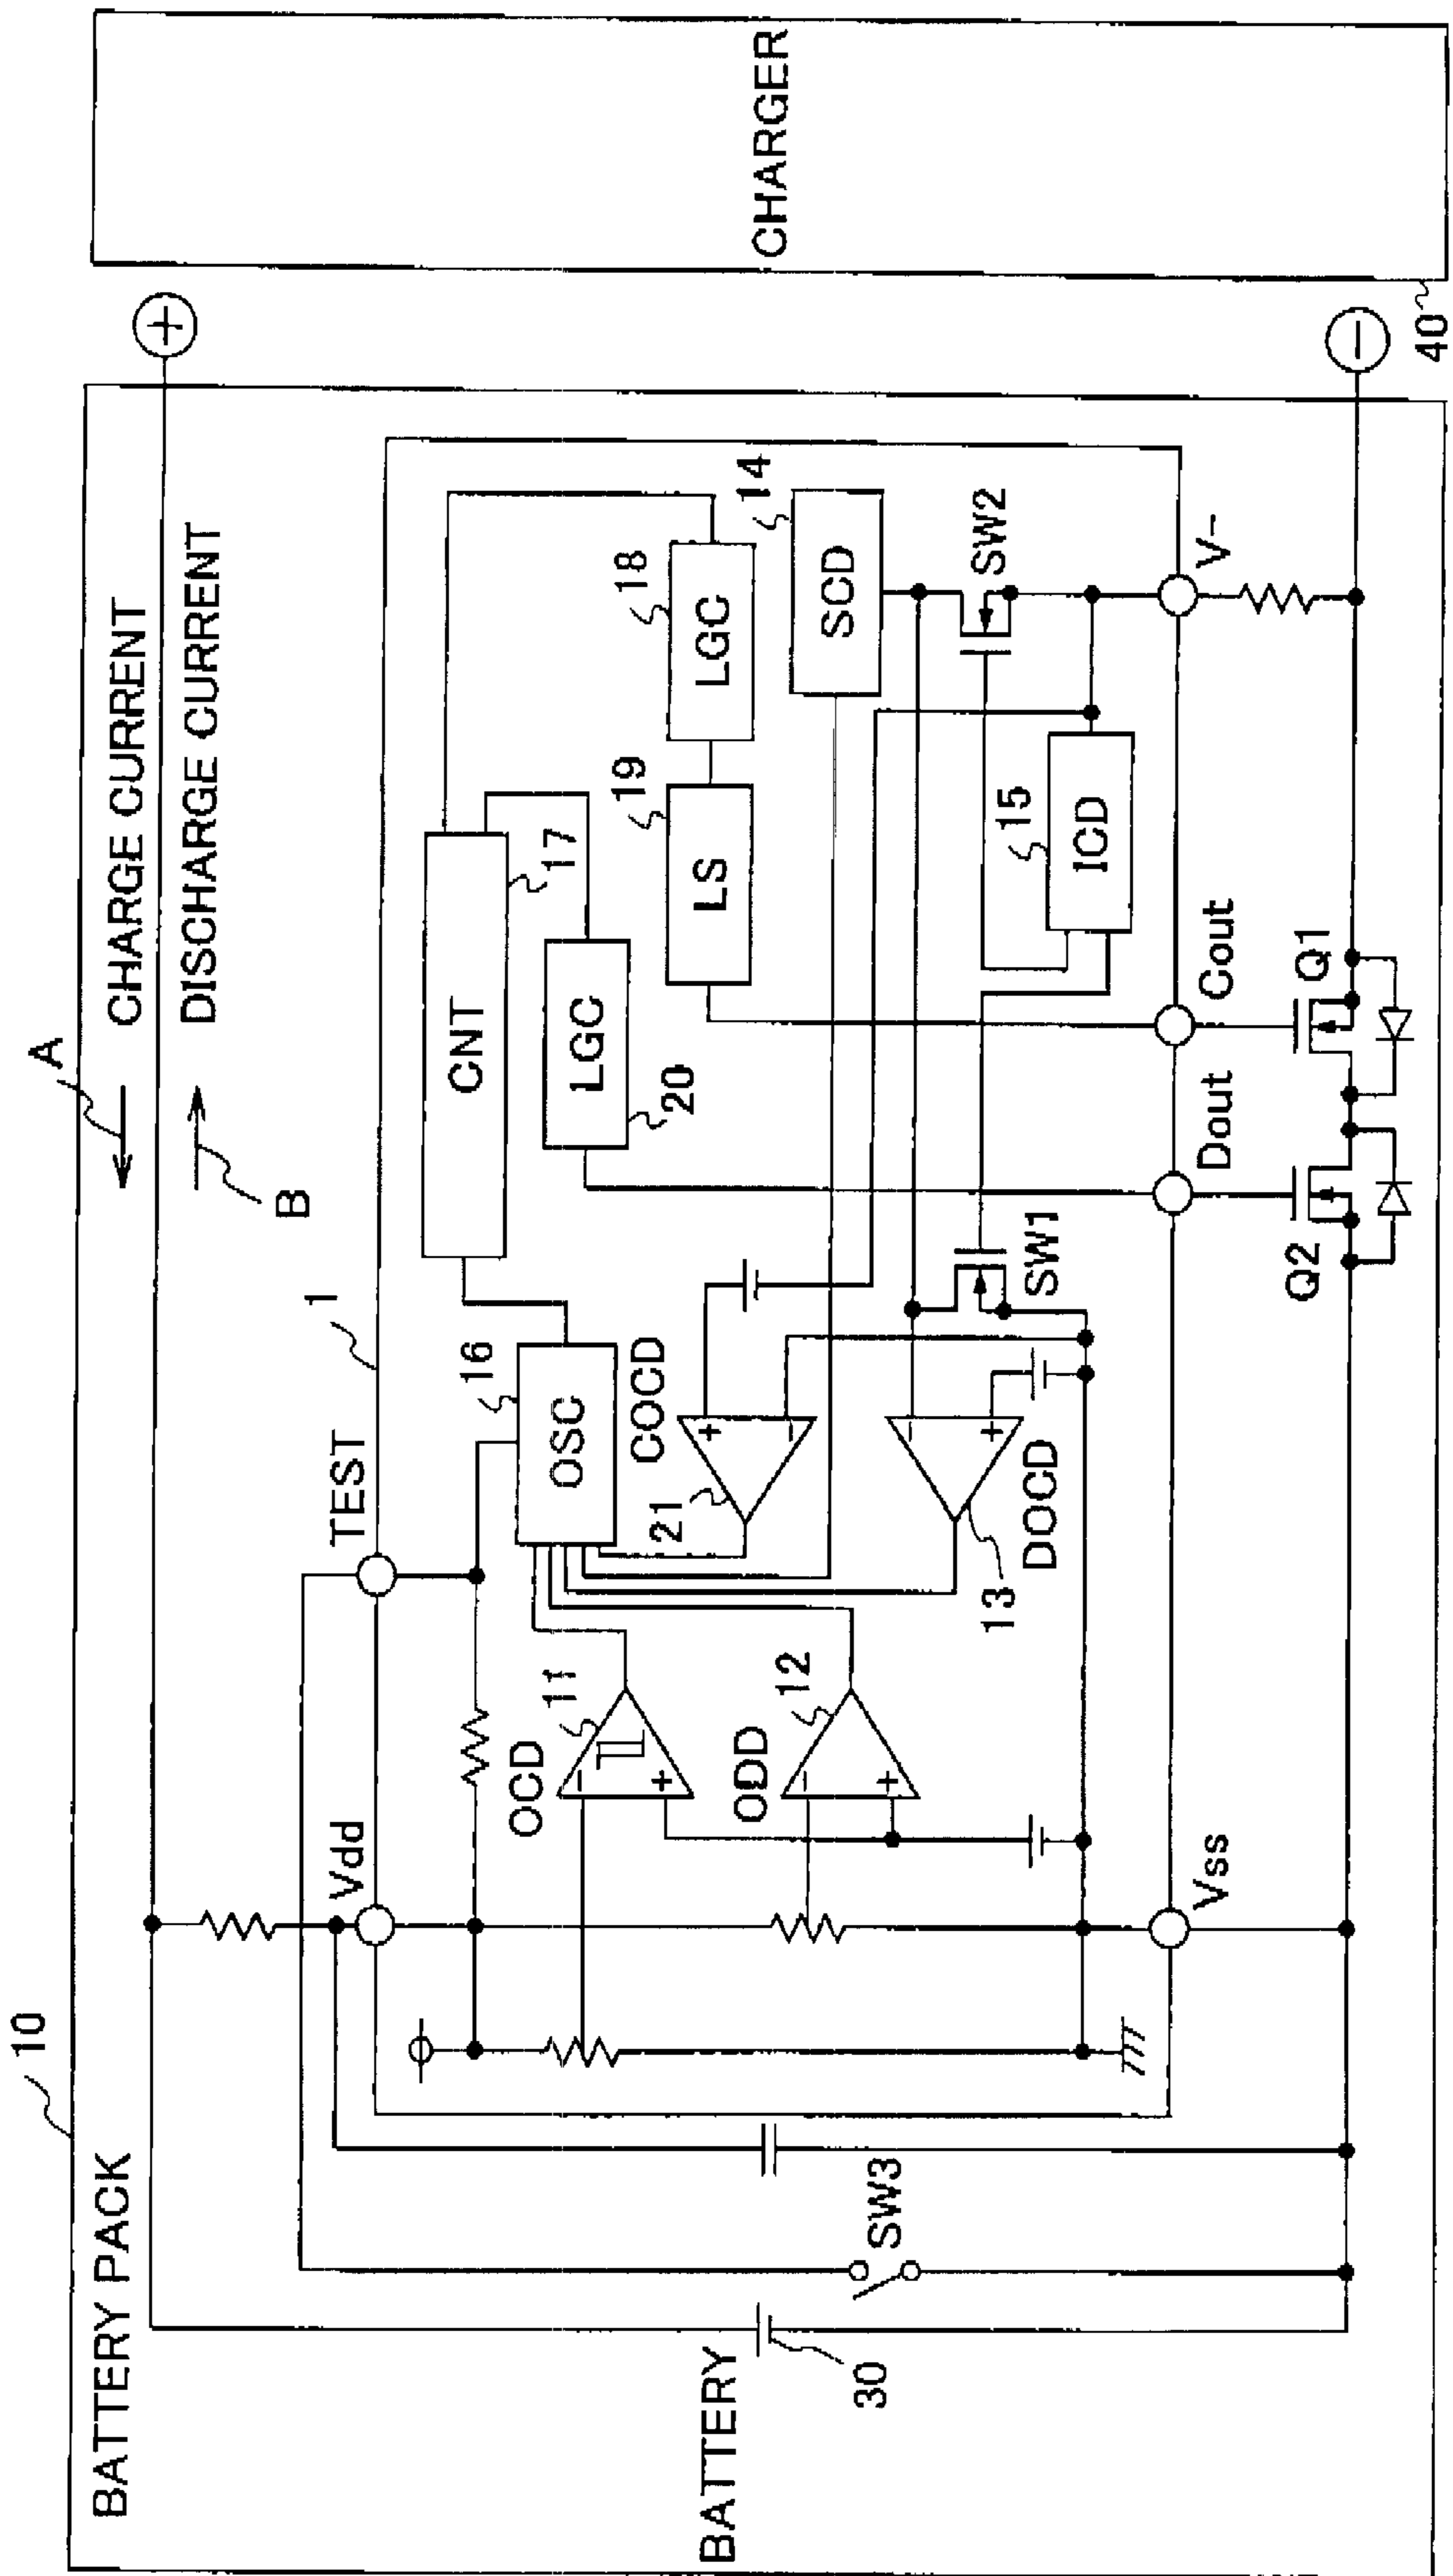 10
BATTERY PACK
A
CHARGE CURRENT
DISCHARGE CURRENT
B
+
CHARGER
1
Vdd
TEST
16
OSC
CNT
17
LGC
18
LGC
20
LS
19
OCD
11
-
+
COCD
21
+
-
SCD
14
ODD
12
-
+
DOCD
13
-
+
SW1
ICD
15
SW2
BATTERY
30
SW3
Vss
Dout
Cout
V-
Q2
Q1
-
40